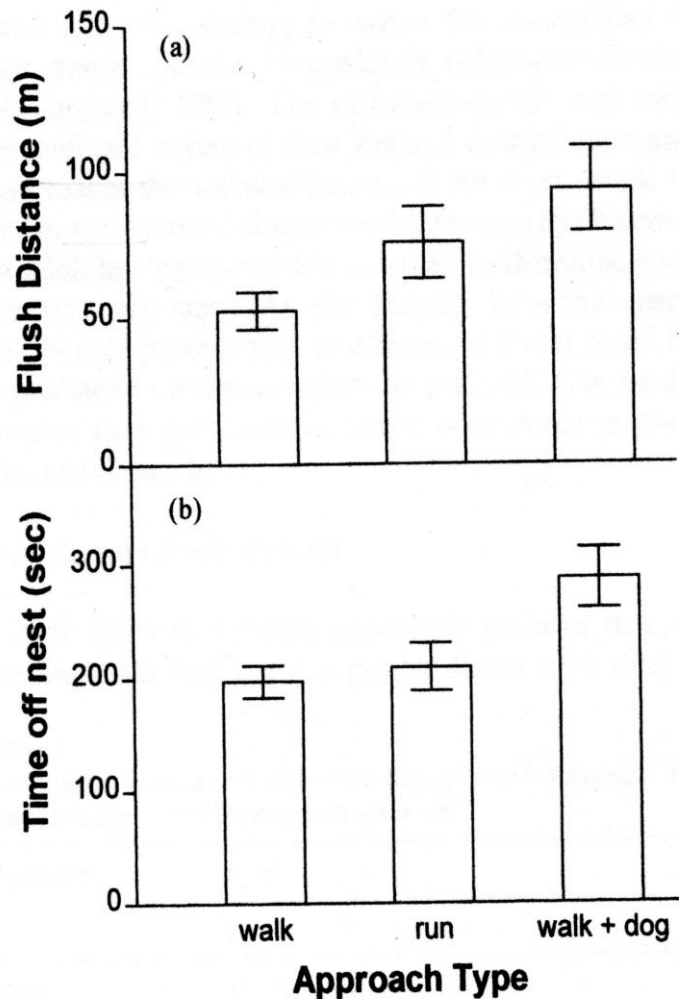 150
(a)
Flush Distance (m)
100
50
0
(b)
Time off nest (sec)
300
200
100
0
walk run walk + dog
Approach Type